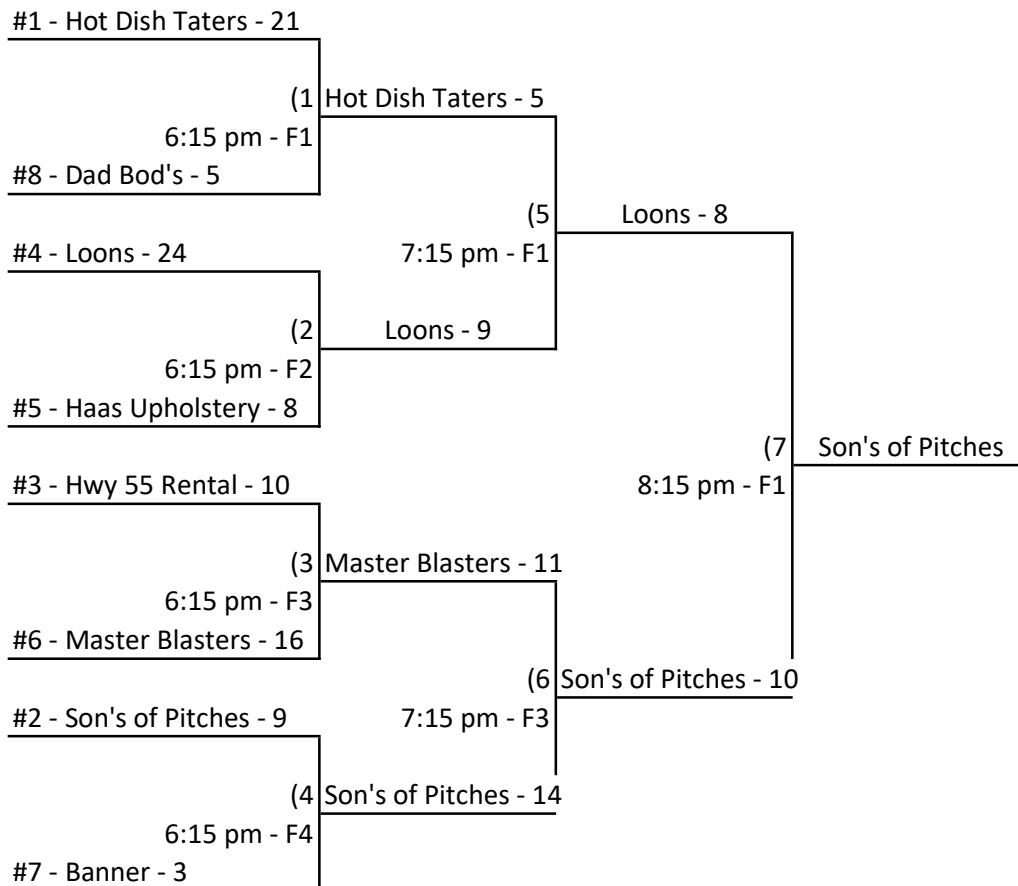 #1 - Hot Dish Taters - 21
(1 Hot Dish Taters - 5
6:15 pm - F1
#8 - Dad Bod's - 5
(5 Loons - 8
#4 - Loons - 24
7:15 pm - F1
(2 Loons - 9
6:15 pm - F2
#5 - Haas Upholstery - 8
(7 Son's of Pitches
#3 - Hwy 55 Rental - 10
8:15 pm - F1
(3 Master Blasters - 11
6:15 pm - F3
#6 - Master Blasters - 16
(6 Son's of Pitches - 10
#2 - Son's of Pitches - 9
7:15 pm - F3
(4 Son's of Pitches - 14
6:15 pm - F4
#7 - Banner - 3